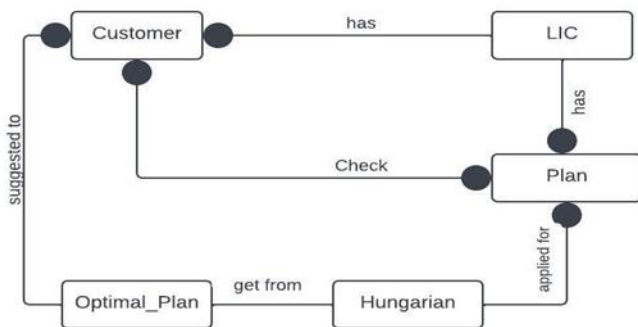 Customer
has
LIC
has
suggested to
Check
Plan
applied for
Optimal_Plan
get from
Hungarian